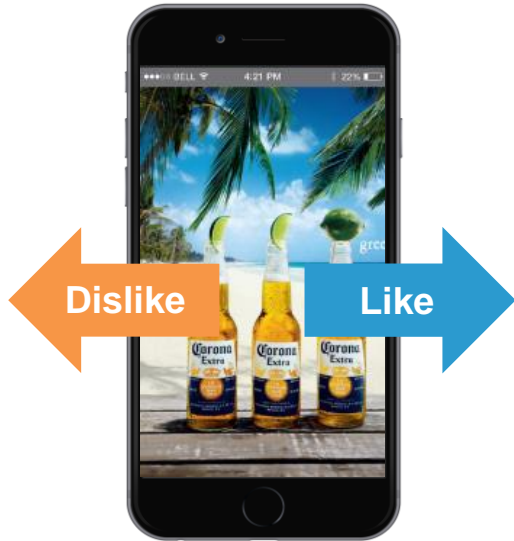 BELL 4:21 PM 22%
gree
Dislike Like
Corona Corona Corona
Extra Extra Extra